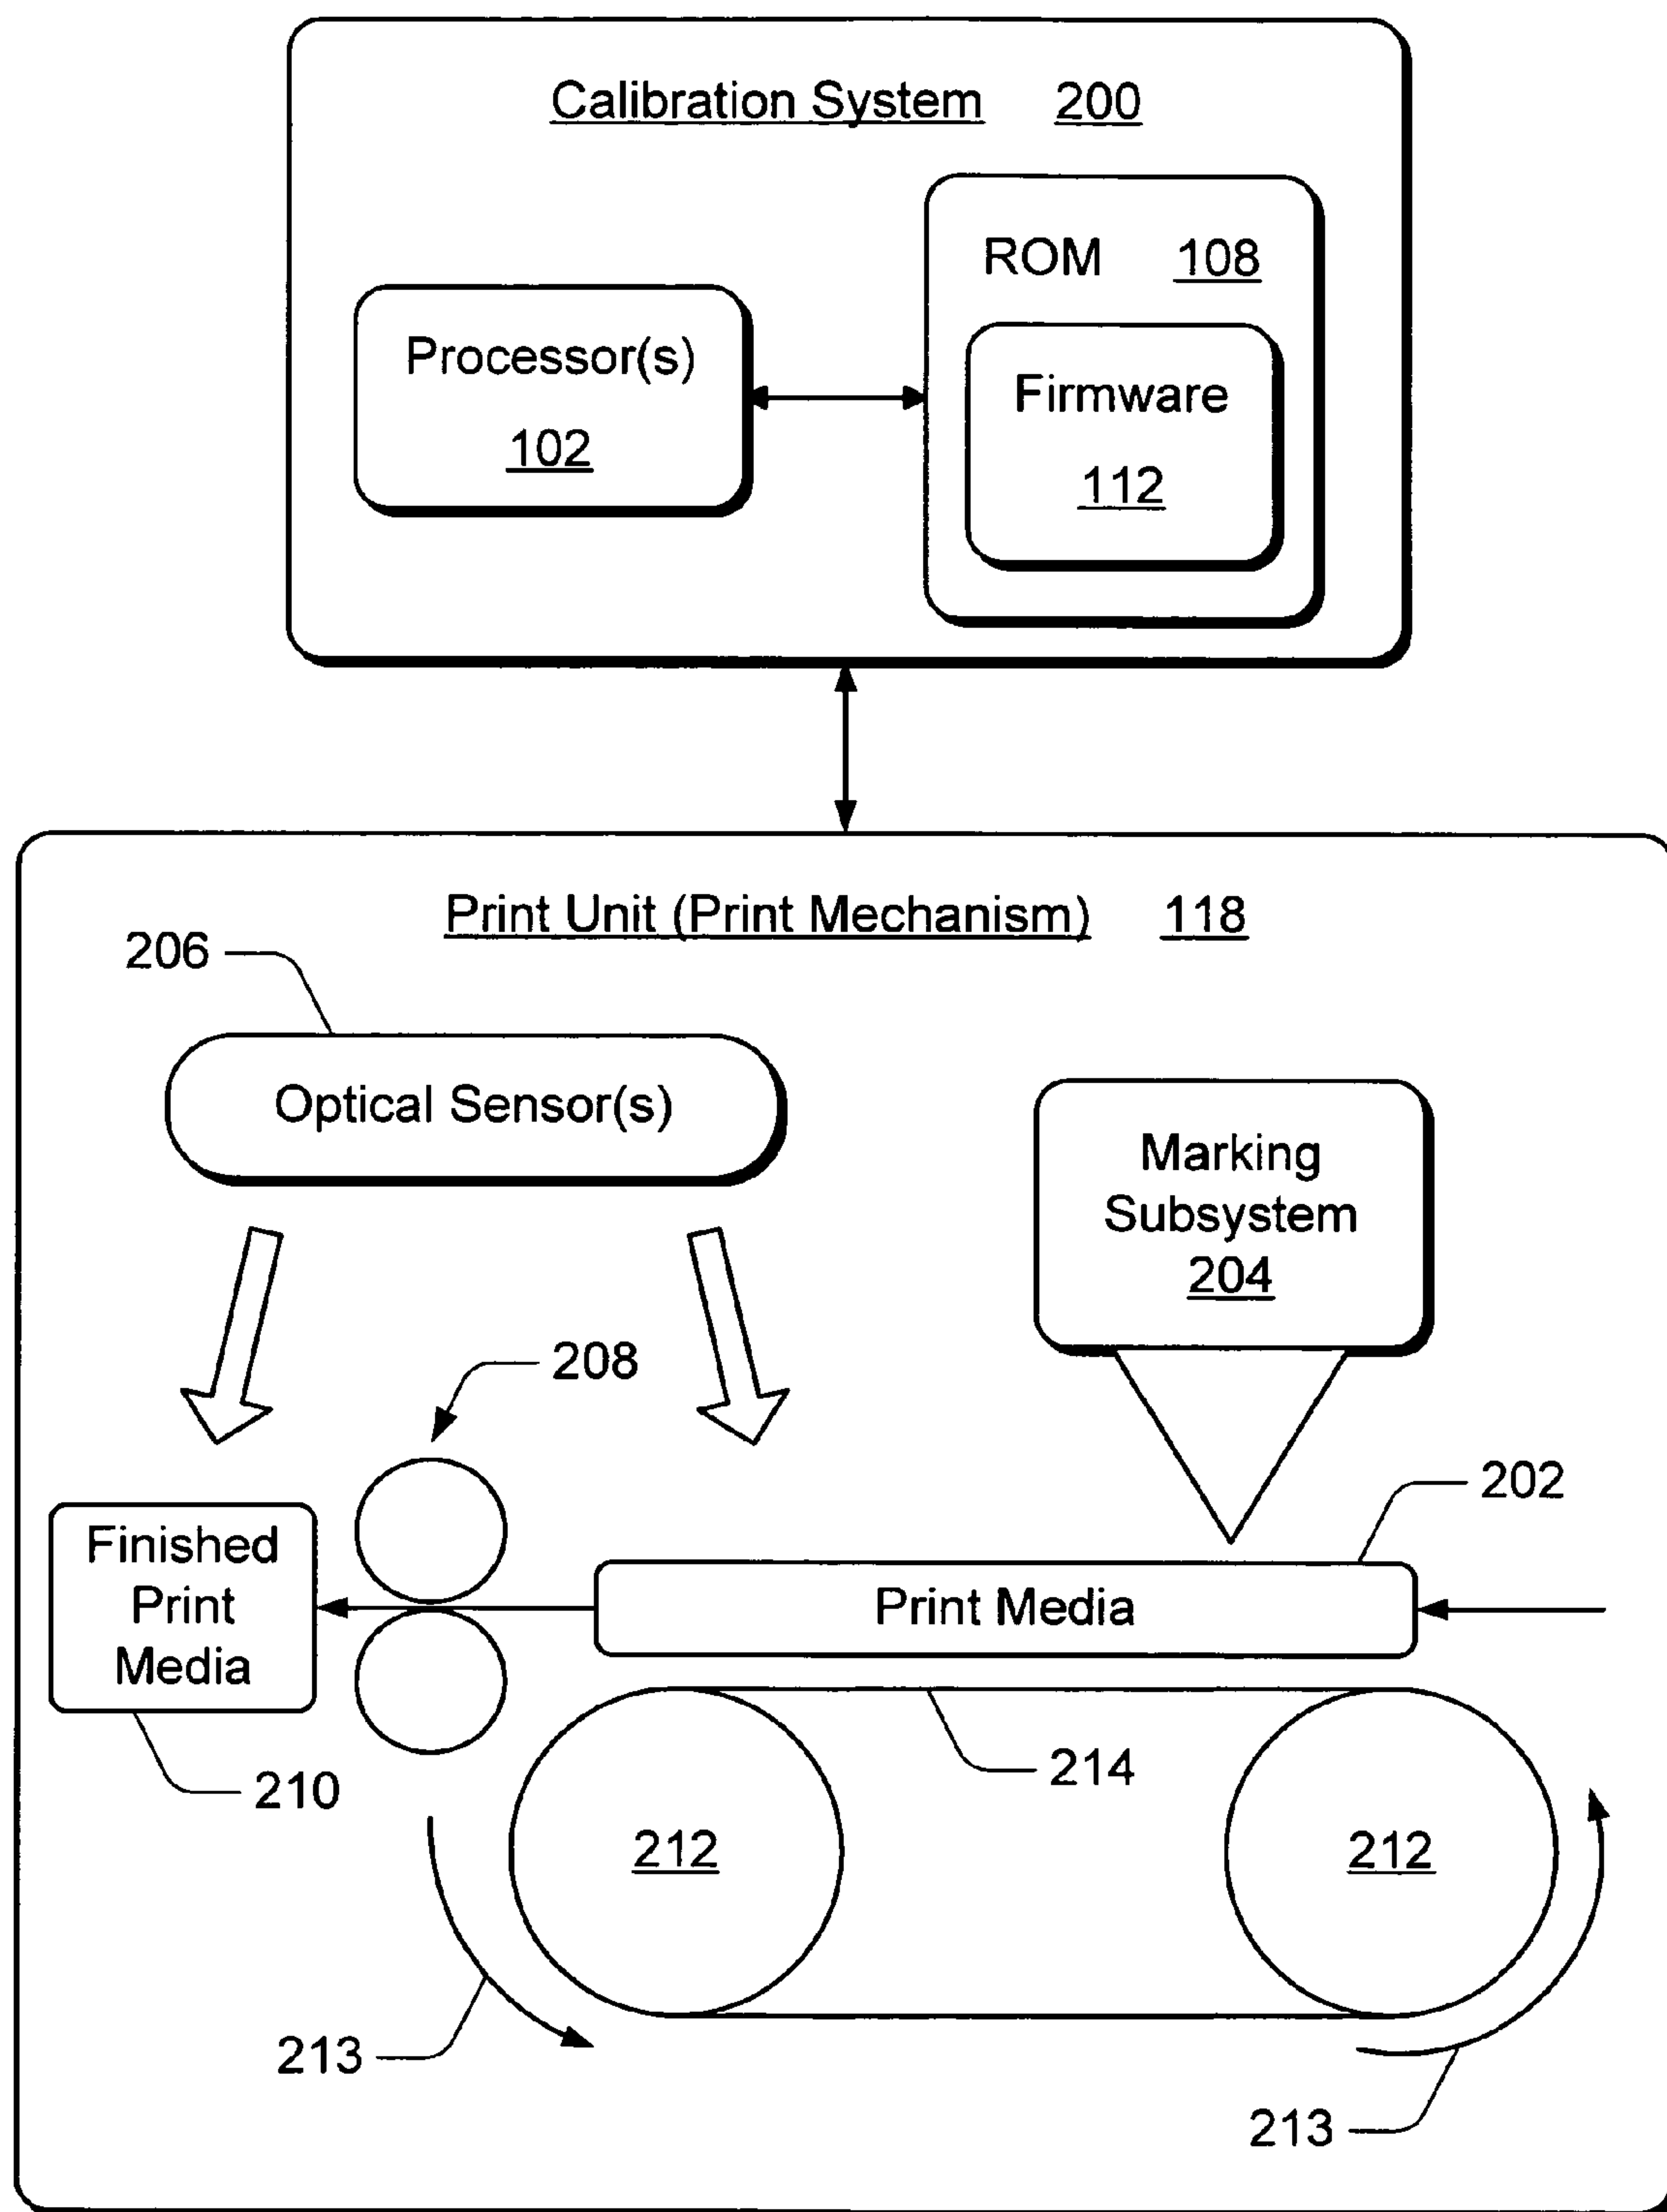 Calibration System 200
ROM 108
Processor(s)
102
Firmware
112
Print Unit (Print Mechanism) 118
206
Optical Sensor(s)
Marking
Subsystem
204
208
202
Finished
Print
Media
Print Media
210
214
212
212
213
213